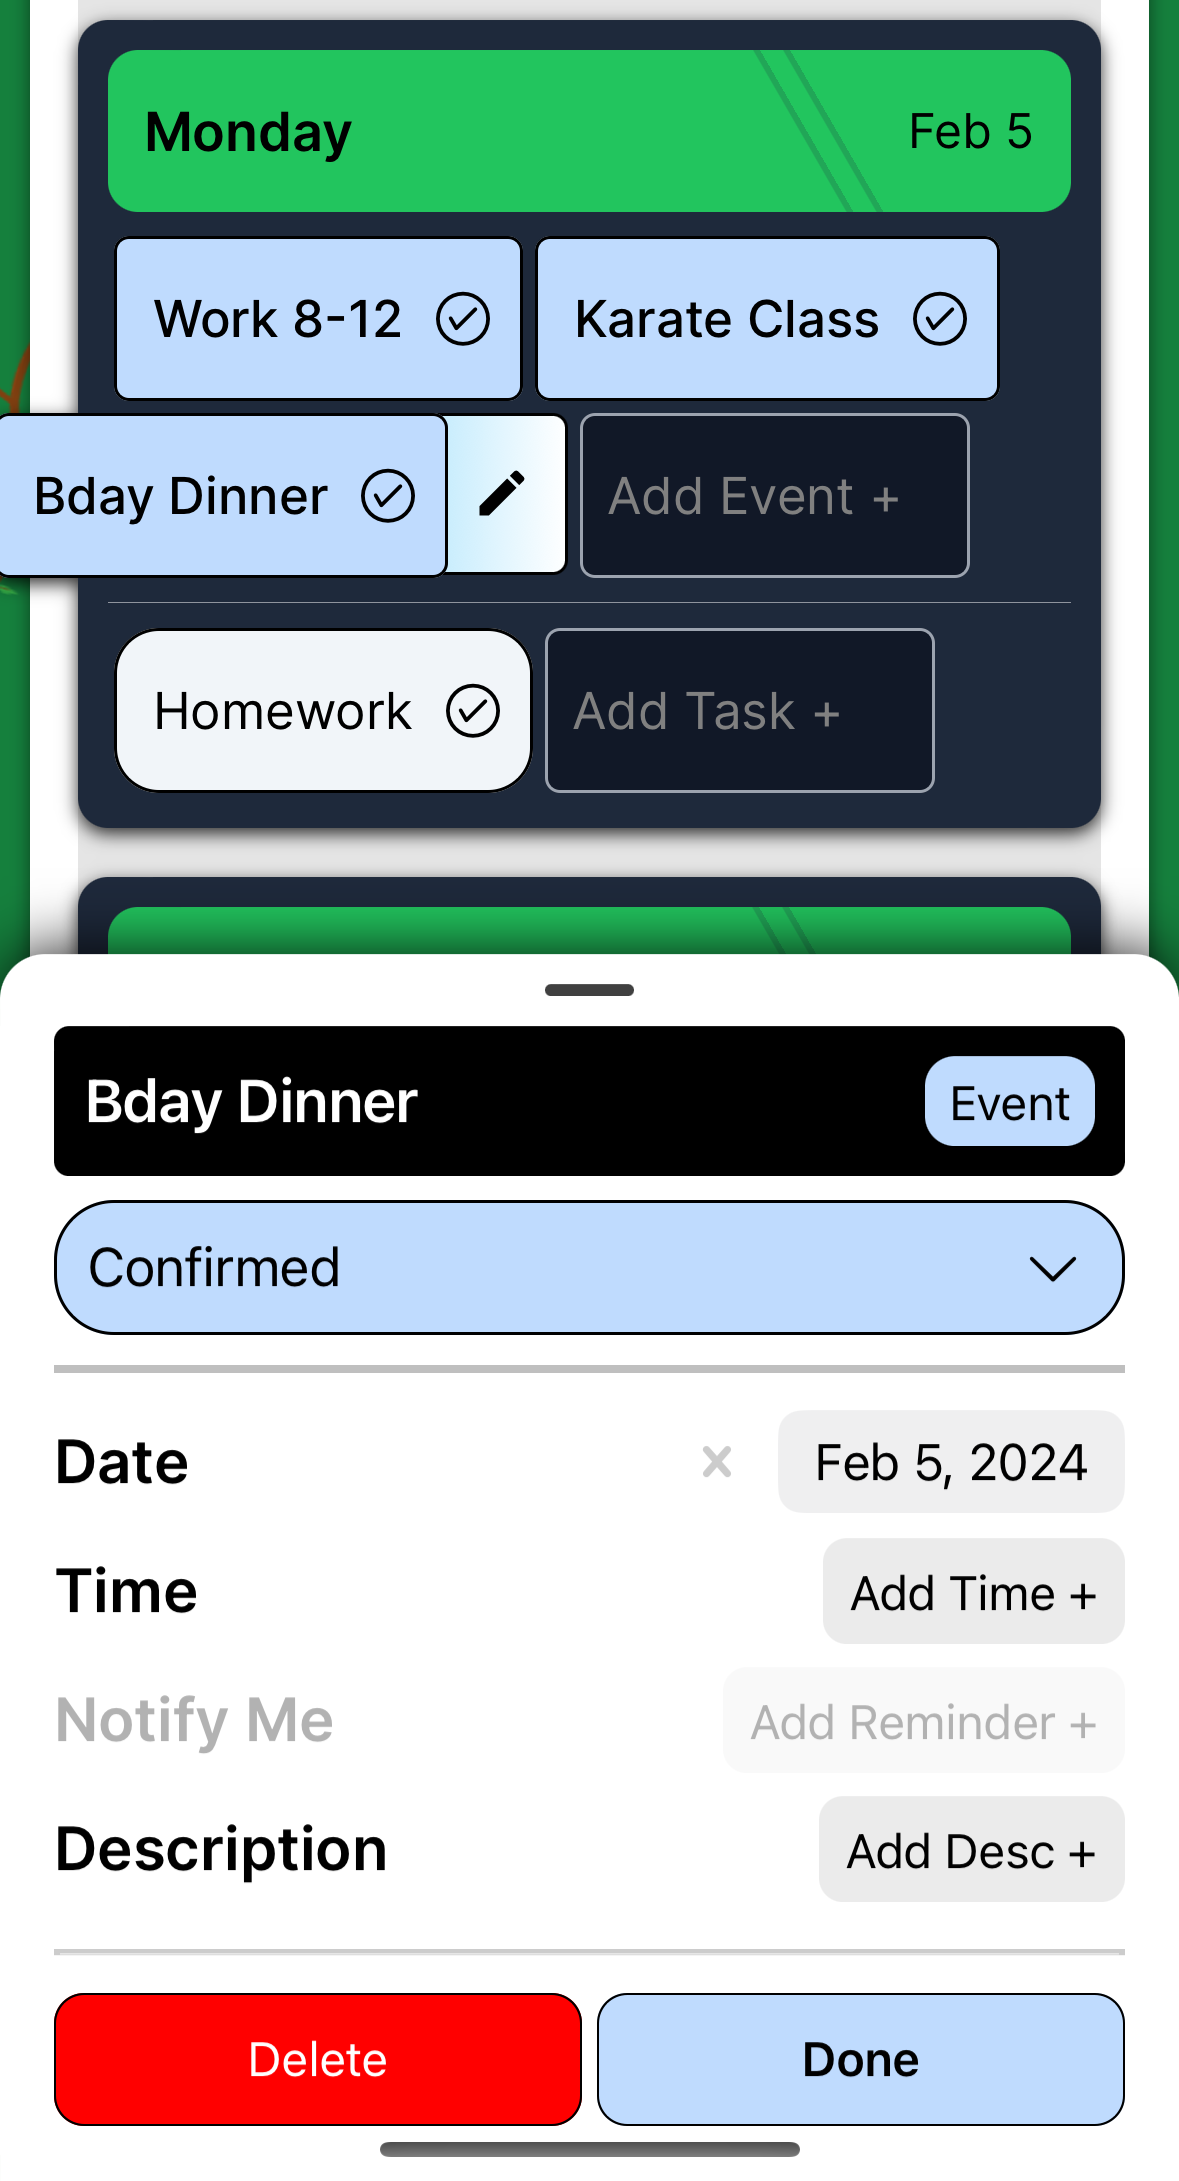 Monday Feb 5
Work 8-12 Karate Class
Bday Dinner Add Event +
Homework Add Task +
Bday Dinner Event
Confirmed
Date Feb 5, 2024
Time Add Time +
Notify Me Add Reminder +
Description Add Desc +
Delete Done